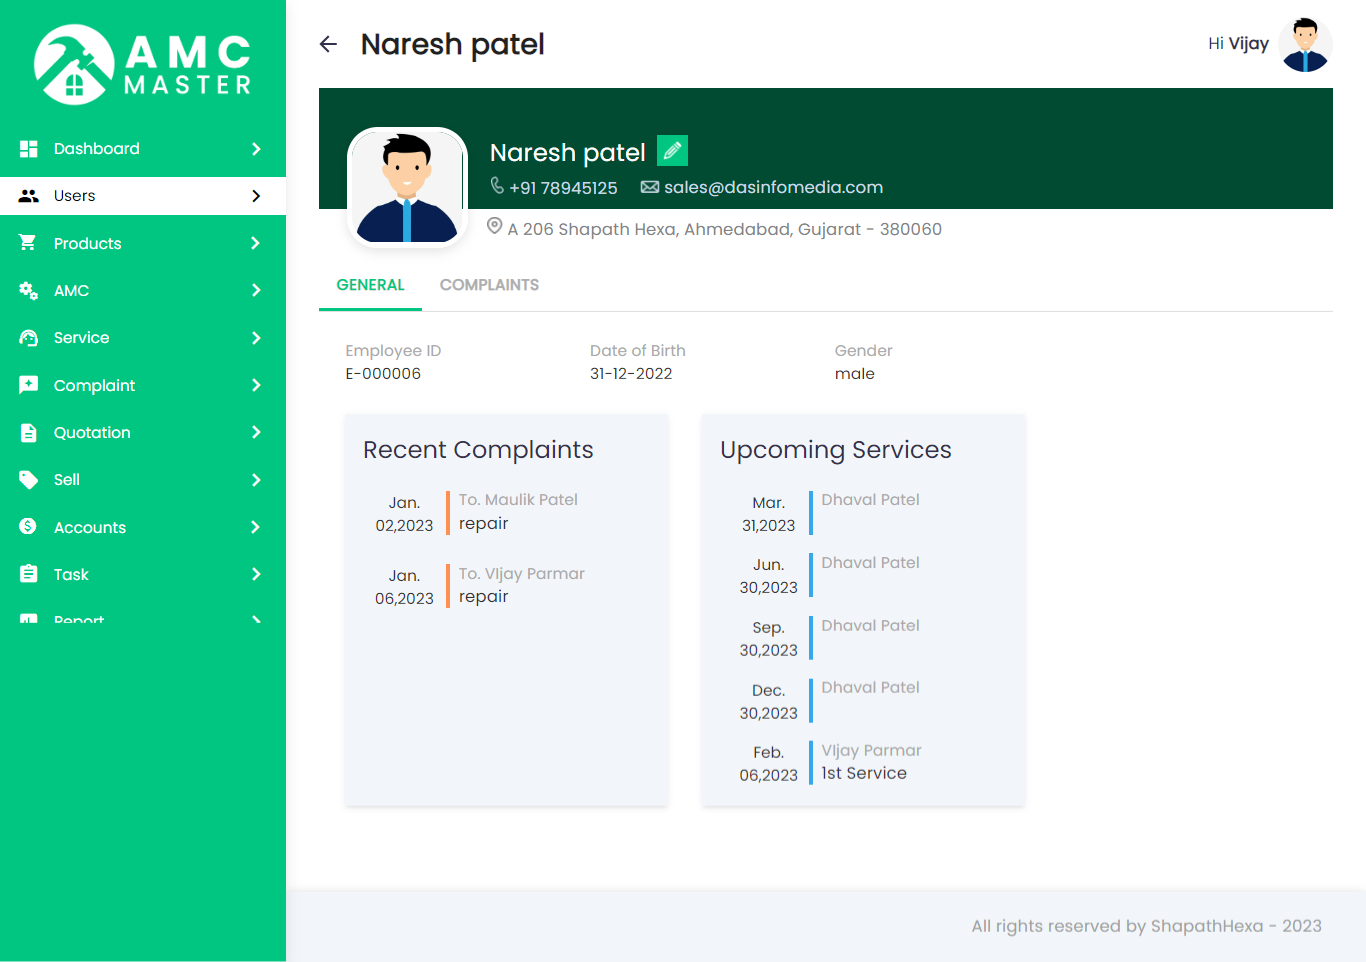 AMC
MASTER
Dashboard
Users
Products
AMC
Service
Complaint
Quotation
Sell
Accounts
Task
Report
Naresh patel
Hi Vijay
Naresh patel
+91 78945125 sales@dasinfomedia.com
A 206 Shapath Hexa, Ahmedabad, Gujarat - 380060
GENERAL COMPLAINTS
Employee ID
E-000006
Date of Birth
31-12-2022
Gender
male
Recent Complaints
Jan.
02,2023
To. Maulik Patel
repair
Jan.
06,2023
To. VIjay Parmar
repair
Upcoming Services
Mar.
31,2023
Dhaval Patel
Jun.
30,2023
Dhaval Patel
Sep.
30,2023
Dhaval Patel
Dec.
30,2023
Dhaval Patel
Feb.
06,2023
VIjay Parmar
1st Service
All rights reserved by ShapathHexa - 2023